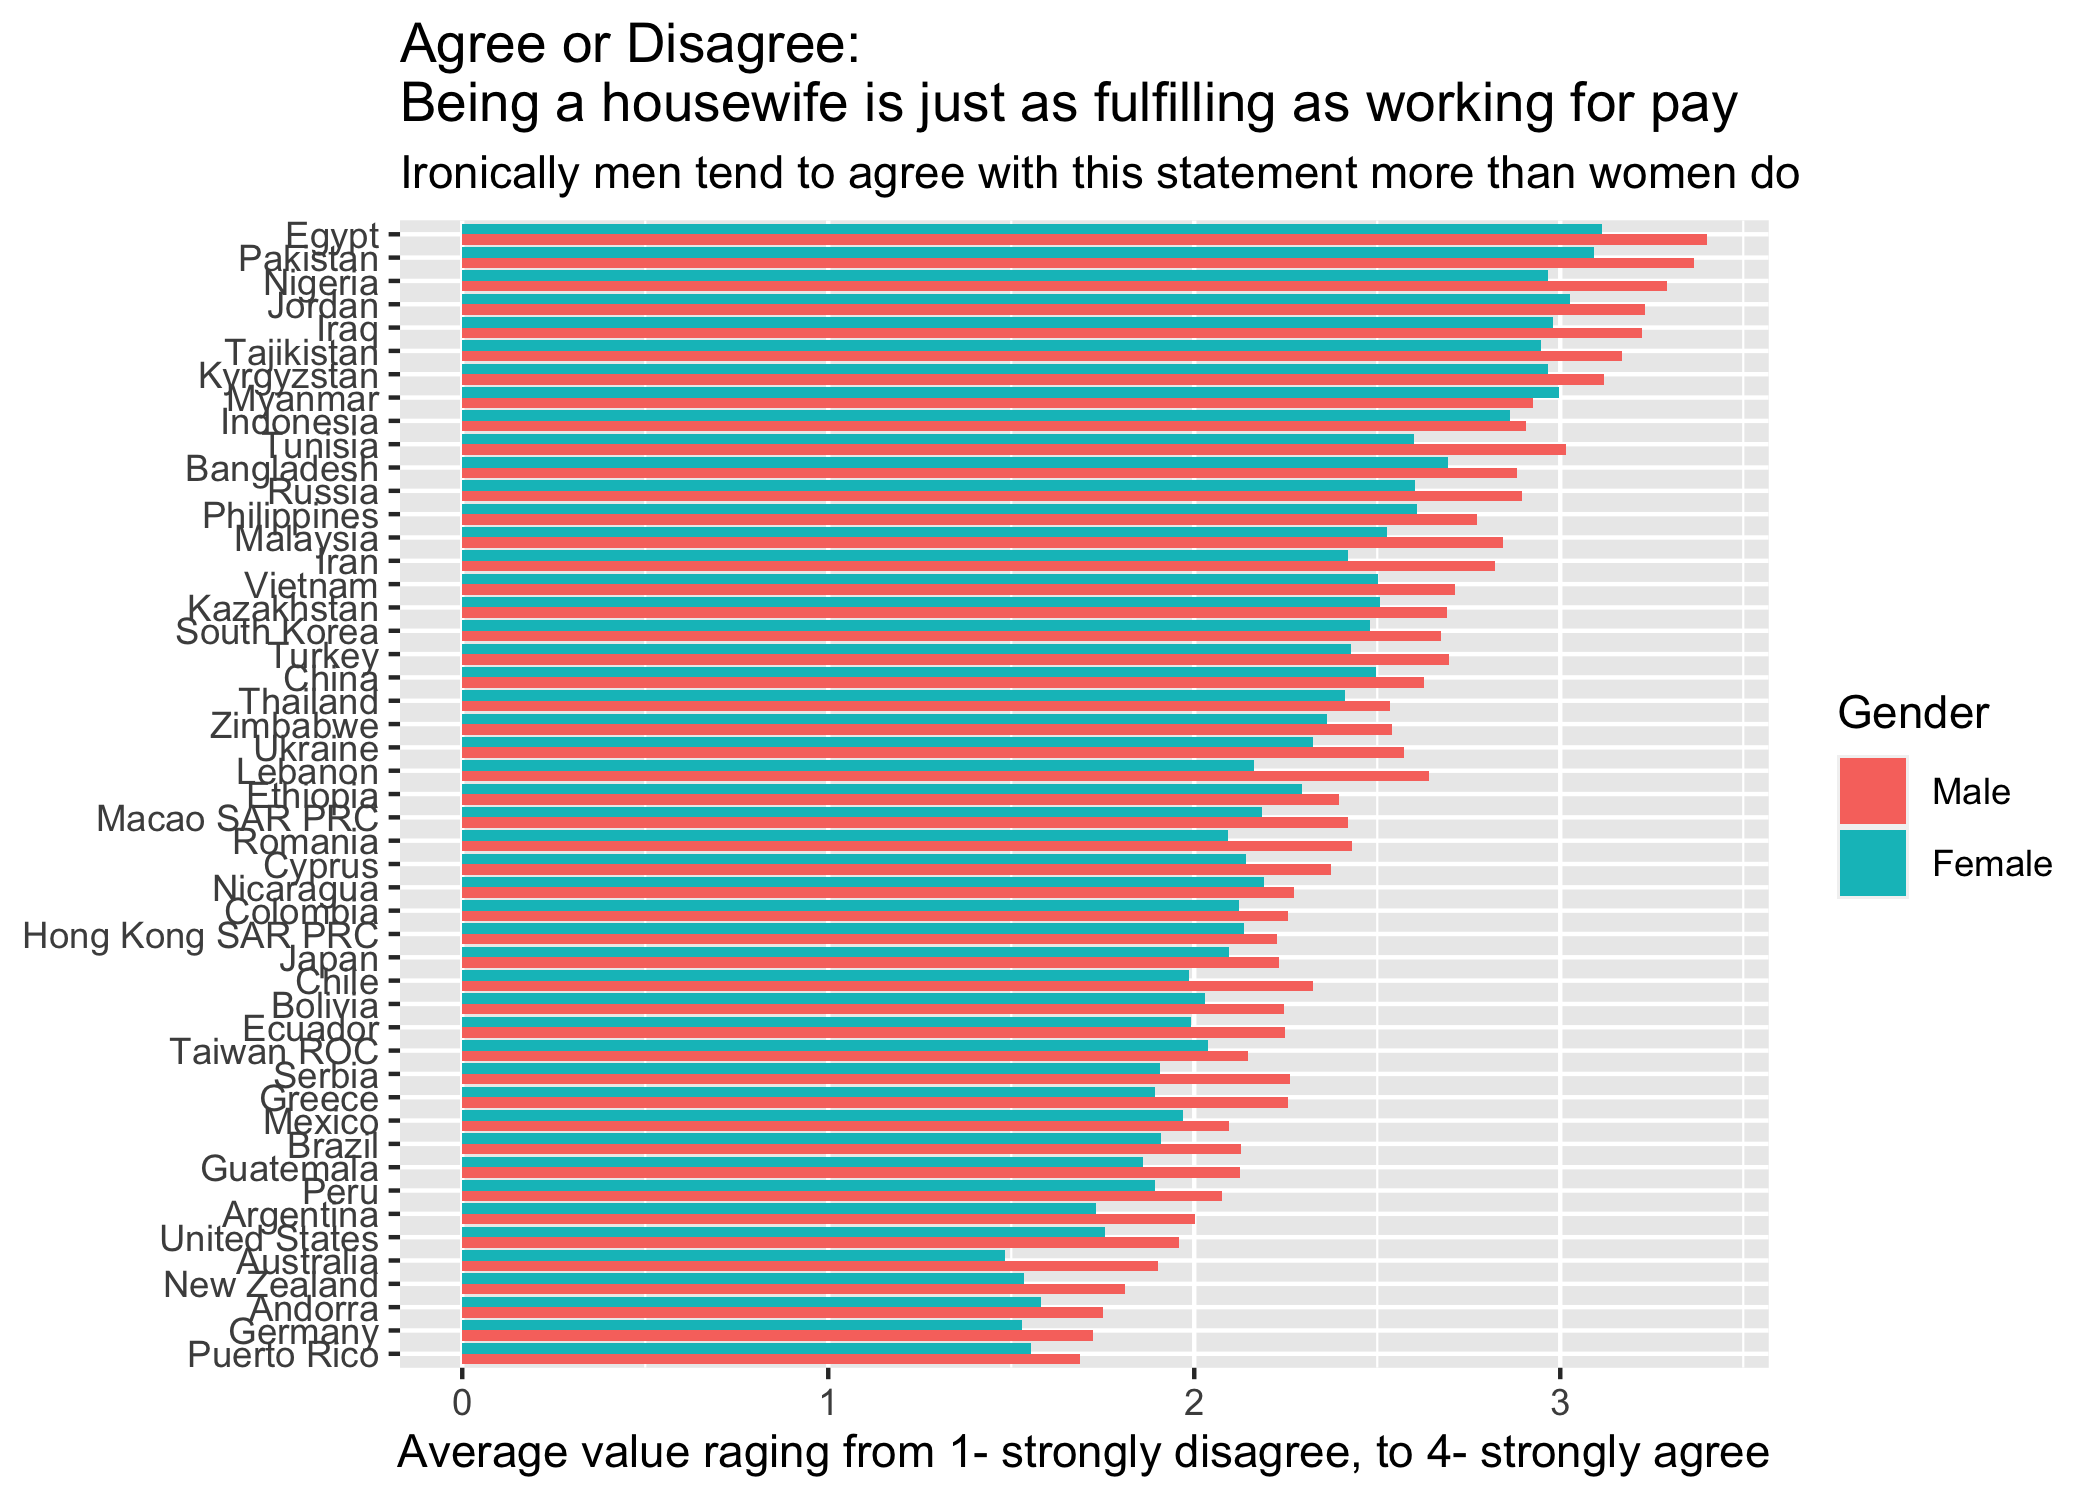 Agree or Disagree:
Being a housewife is just as fulfilling as working for pay
Ironically men tend to agree with this statement more than women do
Egypt
Pakistan
Nigeria
Jordan
Iraq
Tajikistan
Kyrgyzstan
Myanmar
Indonesia
Tunisia
Bangladesh
Russia
Philippines
Malaysia
Iran
Vietnam
Kazakhstan
South Korea
Turkey
China
Thailand
Zimbabwe
Ukraine
Lebanon
Ethiopia
Macao SAR PRC
Romania
Cyprus
Nicaragua
Colombia
Hong Kong SAR PRC
Japan
Chile
Bolivia
Ecuador
Taiwan ROC
Serbia
Greece
Mexico
Brazil
Guatemala
Peru
Argentina
United States
Australia
New Zealand
Andorra
Germany
Puerto Rico
0 1 2 3
Average value raging from 1- strongly disagree, to 4- strongly agree
Gender
Male
Female